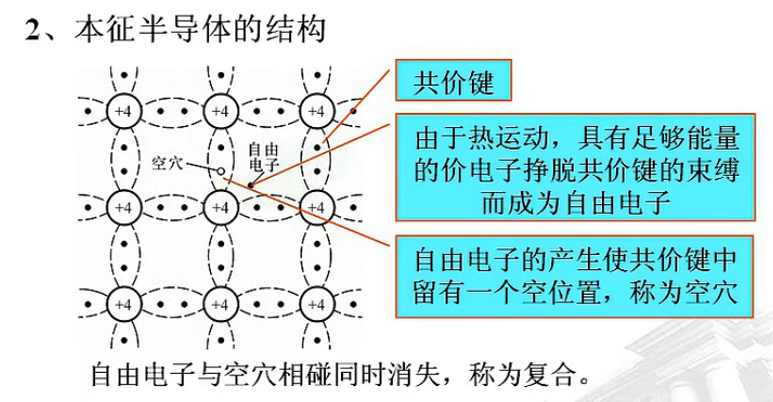 2、本征半导体的结构
共价键
+4 +4 +4
自由
电子
空穴
由于热运动，具有足够能量
的价电子挣脱共价键的束缚
而成为自由电子
+4 +4 +4
自由电子的产生使共价键中
留有一个空位置，称为空穴
+4 +4 +4
自由电子与空穴相碰同时消失，称为复合。